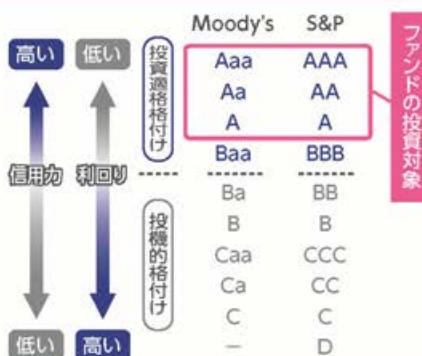 Moody's S&P
高い 低い
投資適格格付け
Aaa AAA
Aa AA
A A
Baa BBB
ファンドの投資対象
信用力 利回り
投機的格付け
Ba BB
B B
Caa CCC
Ca CC
C C
— D
低い 高い